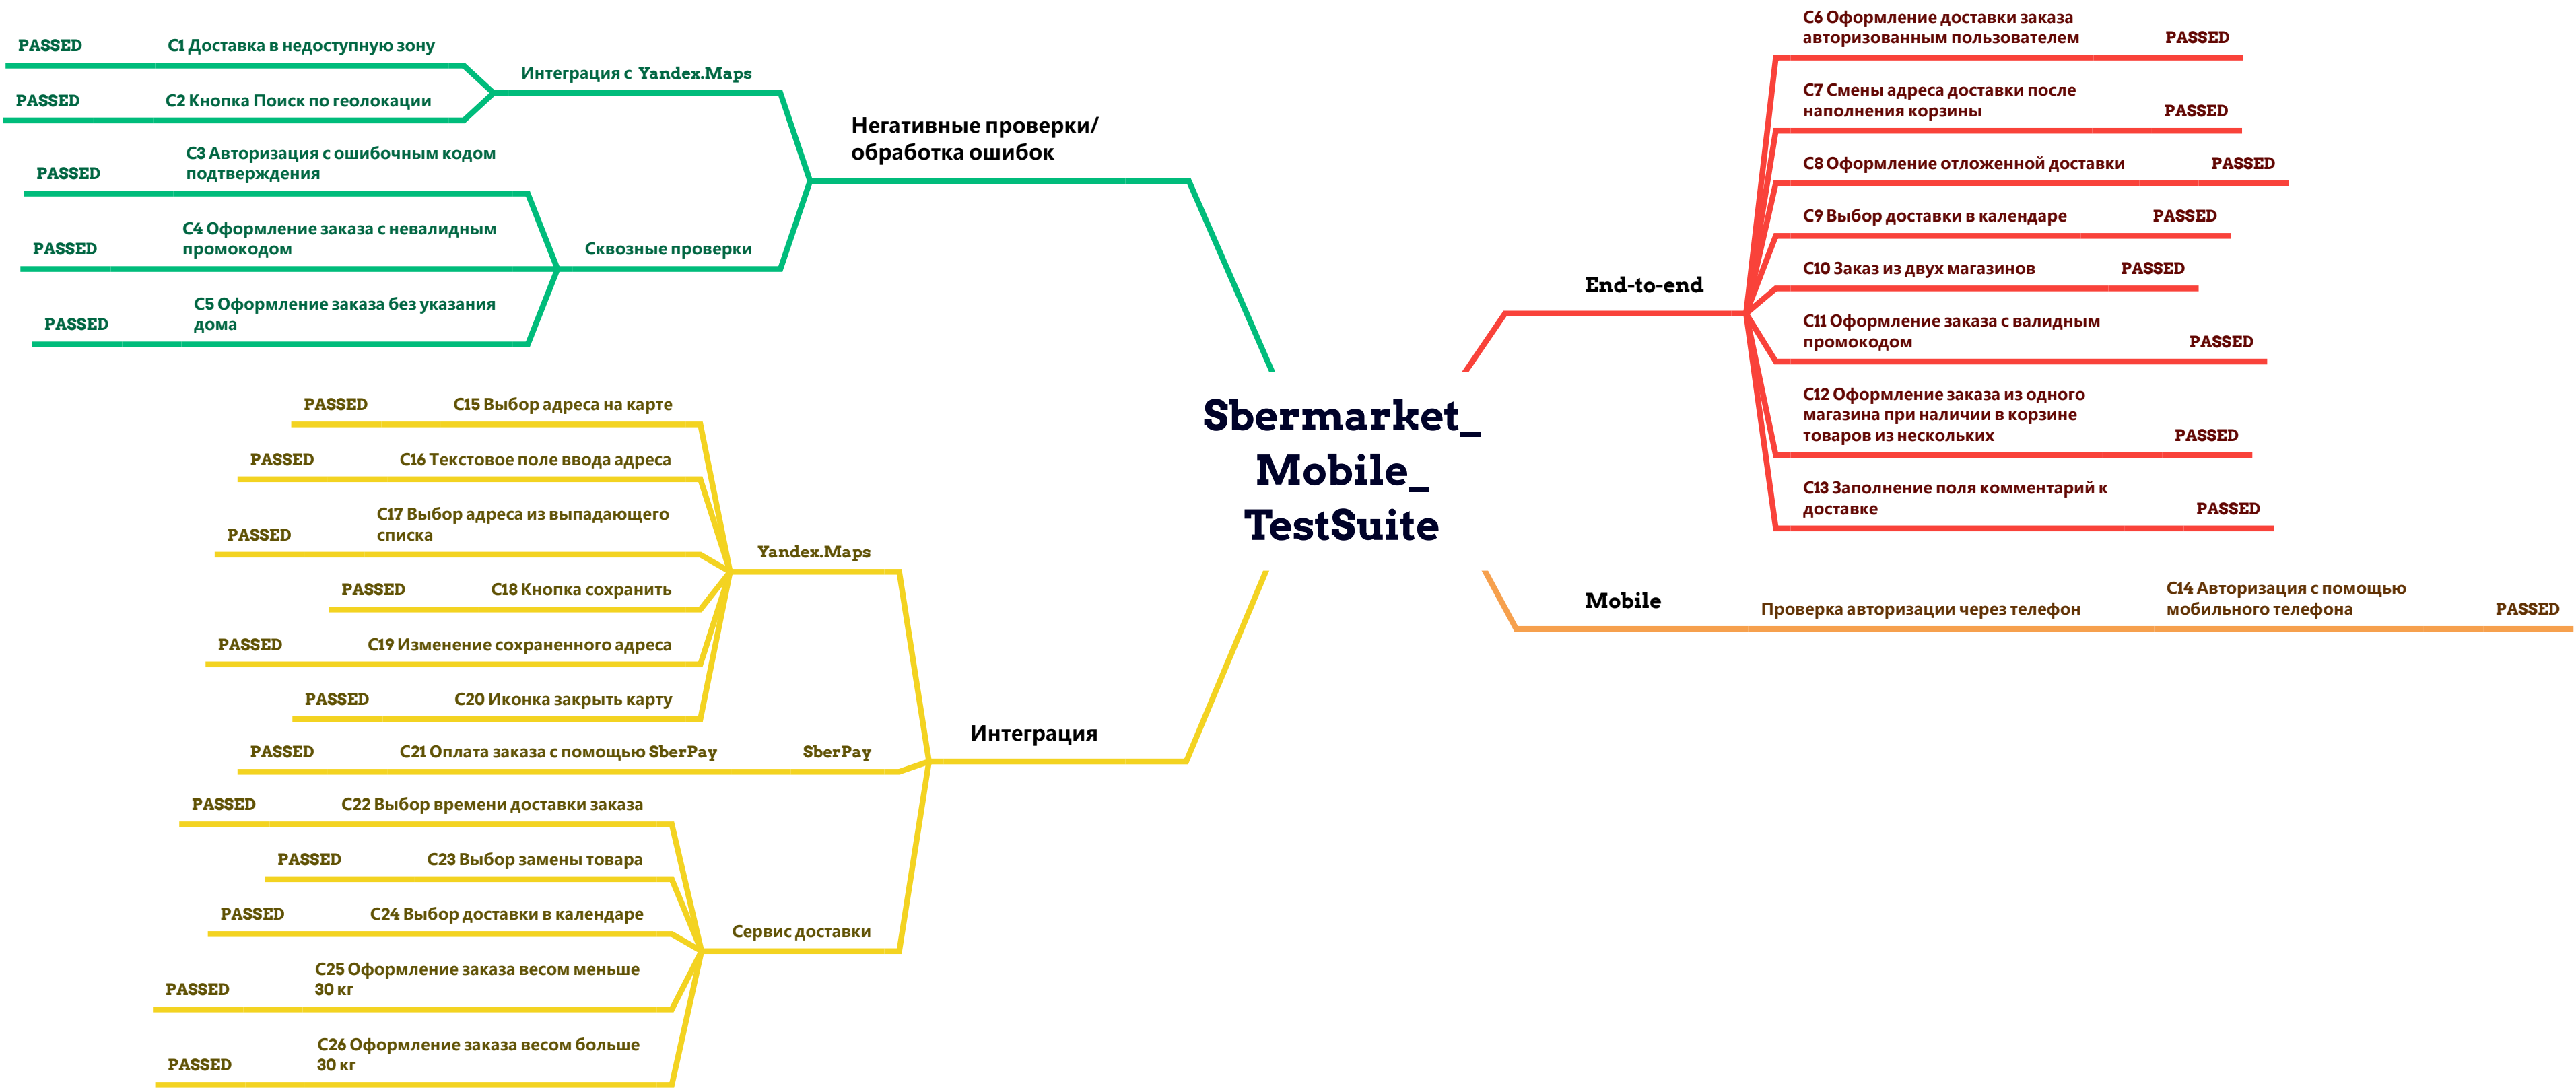 Sbermarket_
Mobile_
TestSuite
Негативные проверки/
обработка ошибок
Интеграция с Yandex.Maps
C1 Доставка в недоступную зону
PASSED
C2 Кнопка Поиск по геолокации
PASSED
Сквозные проверки
C3 Авторизация с ошибочным кодом
подтверждения
PASSED
C4 Оформление заказа с невалидным
промокодом
PASSED
C5 Оформление заказа без указания
дома
PASSED
End-to-end
C6 Оформление доставки заказа
авторизованным пользователем
PASSED
C7 Смены адреса доставки после
наполнения корзины
PASSED
C8 Оформление отложенной доставки
PASSED
C9 Выбор доставки в календаре
PASSED
C10 Заказ из двух магазинов
PASSED
C11 Оформление заказа с валидным
промокодом
PASSED
C12 Оформление заказа из одного
магазина при наличии в корзине
товаров из нескольких
PASSED
C13 Заполнение поля комментарий к
доставке
PASSED
Mobile
Проверка авторизации через телефон
C14 Авторизация с помощью
мобильного телефона
PASSED
Интеграция
Yandex.Maps
C15 Выбор адреса на карте
PASSED
C16 Текстовое поле ввода адреса
PASSED
C17 Выбор адреса из выпадающего
списка
PASSED
C18 Кнопка сохранить
PASSED
C19 Изменение сохраненного адреса
PASSED
C20 Иконка закрыть карту
PASSED
SberPay
C21 Оплата заказа с помощью SberPay
PASSED
Сервис доставки
C22 Выбор времени доставки заказа
PASSED
C23 Выбор замены товара
PASSED
C24 Выбор доставки в календаре
PASSED
C25 Оформление заказа весом меньше
30 кг
PASSED
C26 Оформление заказа весом больше
30 кг
PASSED